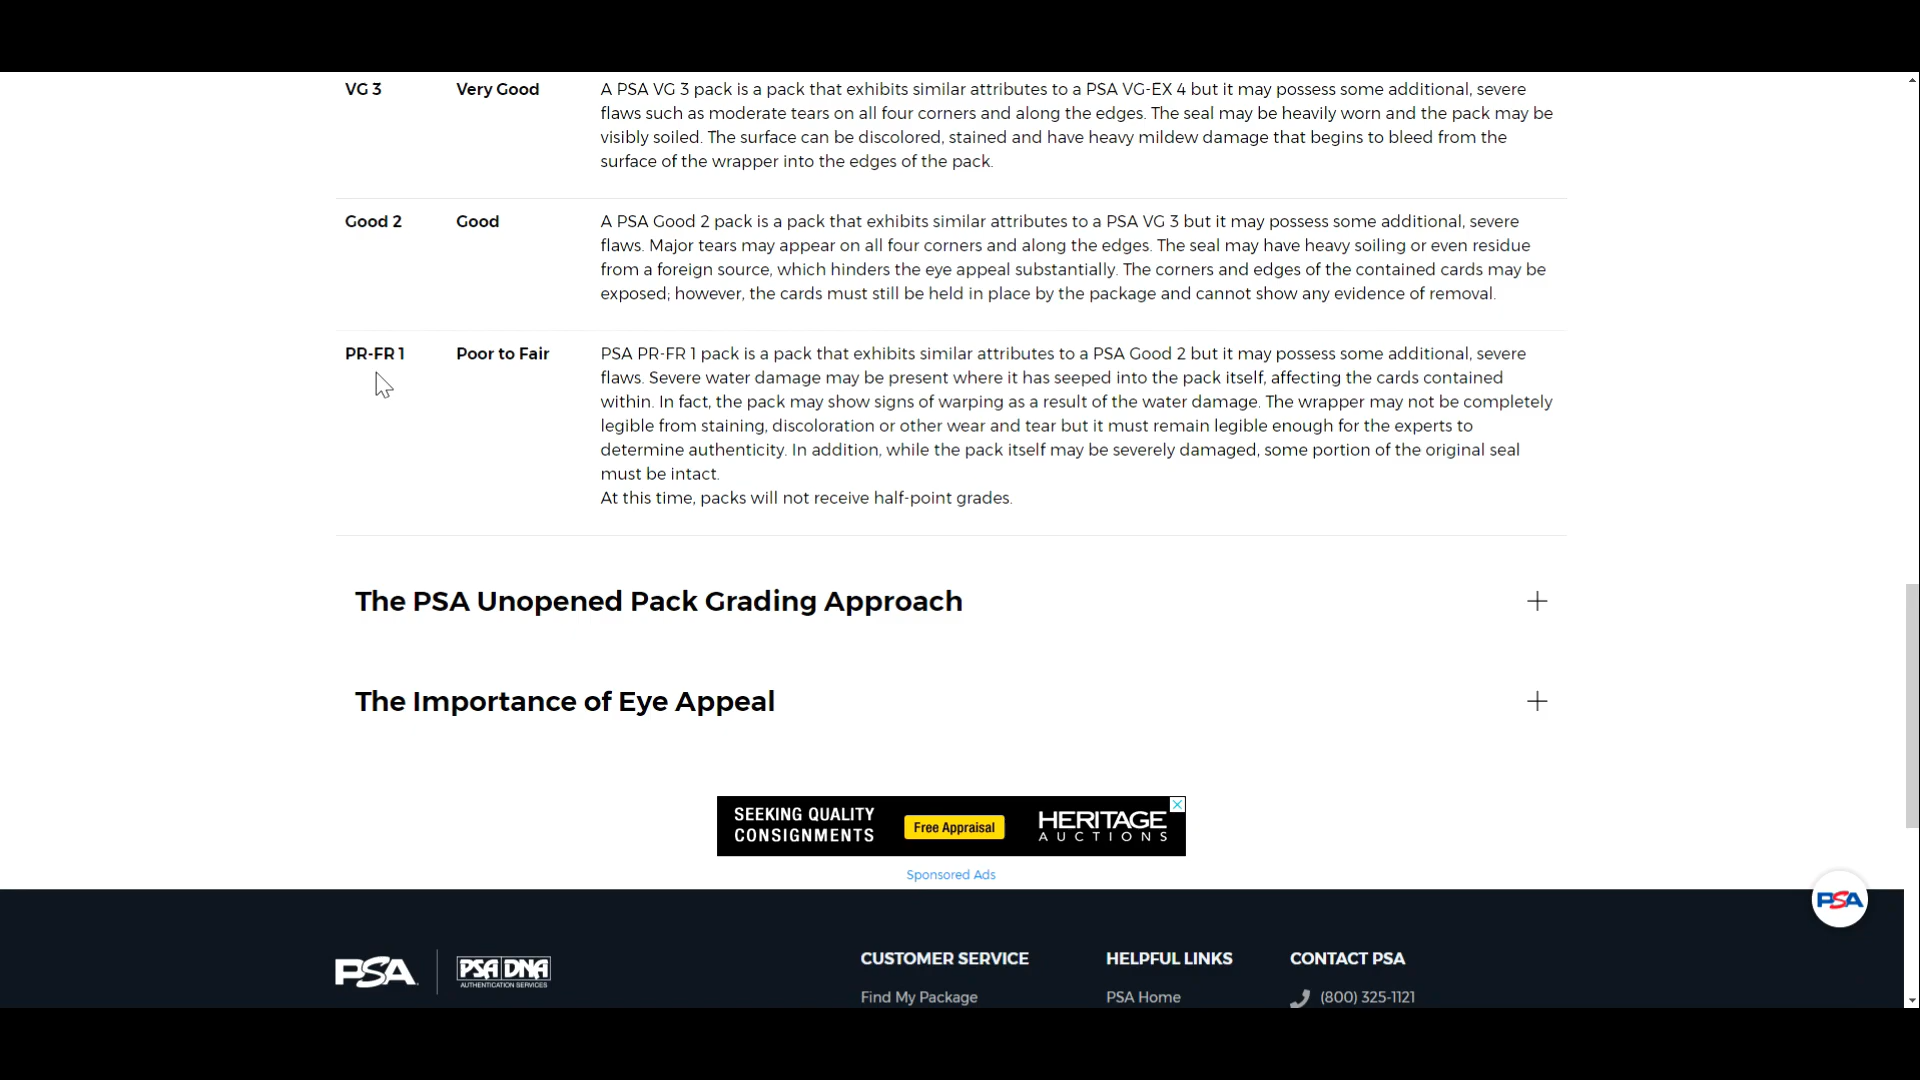 VG 3
Very Good
A PSA VG 3 pack is a pack that exhibits similar attributes to a PSA VG-EX 4 but it may possess some additional, severe
flaws such as moderate tears on all four corners and along the edges. The seal may be heavily worn and the pack may be
visibly soiled. The surface can be discolored, stained and have heavy mildew damage that begins to bleed from the
surface of the wrapper into the edges of the pack.
Good 2
Good
A PSA Good 2 pack is a pack that exhibits similar attributes to a PSA VG 3 but it may possess some additional, severe
flaws. Major tears may appear on all four corners and along the edges. The seal may have heavy soiling or even residue
from a foreign source, which hinders the eye appeal substantially. The corners and edges of the contained cards may be
exposed; however, the cards must still be held in place by the package and cannot show any evidence of removal.
PR-FR 1
Poor to Fair
PSA PR-FR 1 pack is a pack that exhibits similar attributes to a PSA Good 2 but it may possess some additional, severe
flaws. Severe water damage may be present where it has seeped into the pack itself, affecting the cards contained
within. In fact, the pack may show signs of warping as a result of the water damage. The wrapper may not be completely
legible from staining, discoloration or other wear and tear but it must remain legible enough for the experts to
determine authenticity. In addition, while the pack itself may be severely damaged, some portion of the original seal
must be intact.
At this time, packs will not receive half-point grades.
The PSA Unopened Pack Grading Approach
The Importance of Eye Appeal
SEEKING QUALITY
CONSIGNMENTS
Free Appraisal
HERITAGE
AUCTIONS
Sponsored Ads
PSA
PSA
PSA DNA
AUTHENTICATION SERVICES
CUSTOMER SERVICE
HELPFUL LINKS
CONTACT PSA
Find My Package
PSA Home
(800) 325-1121